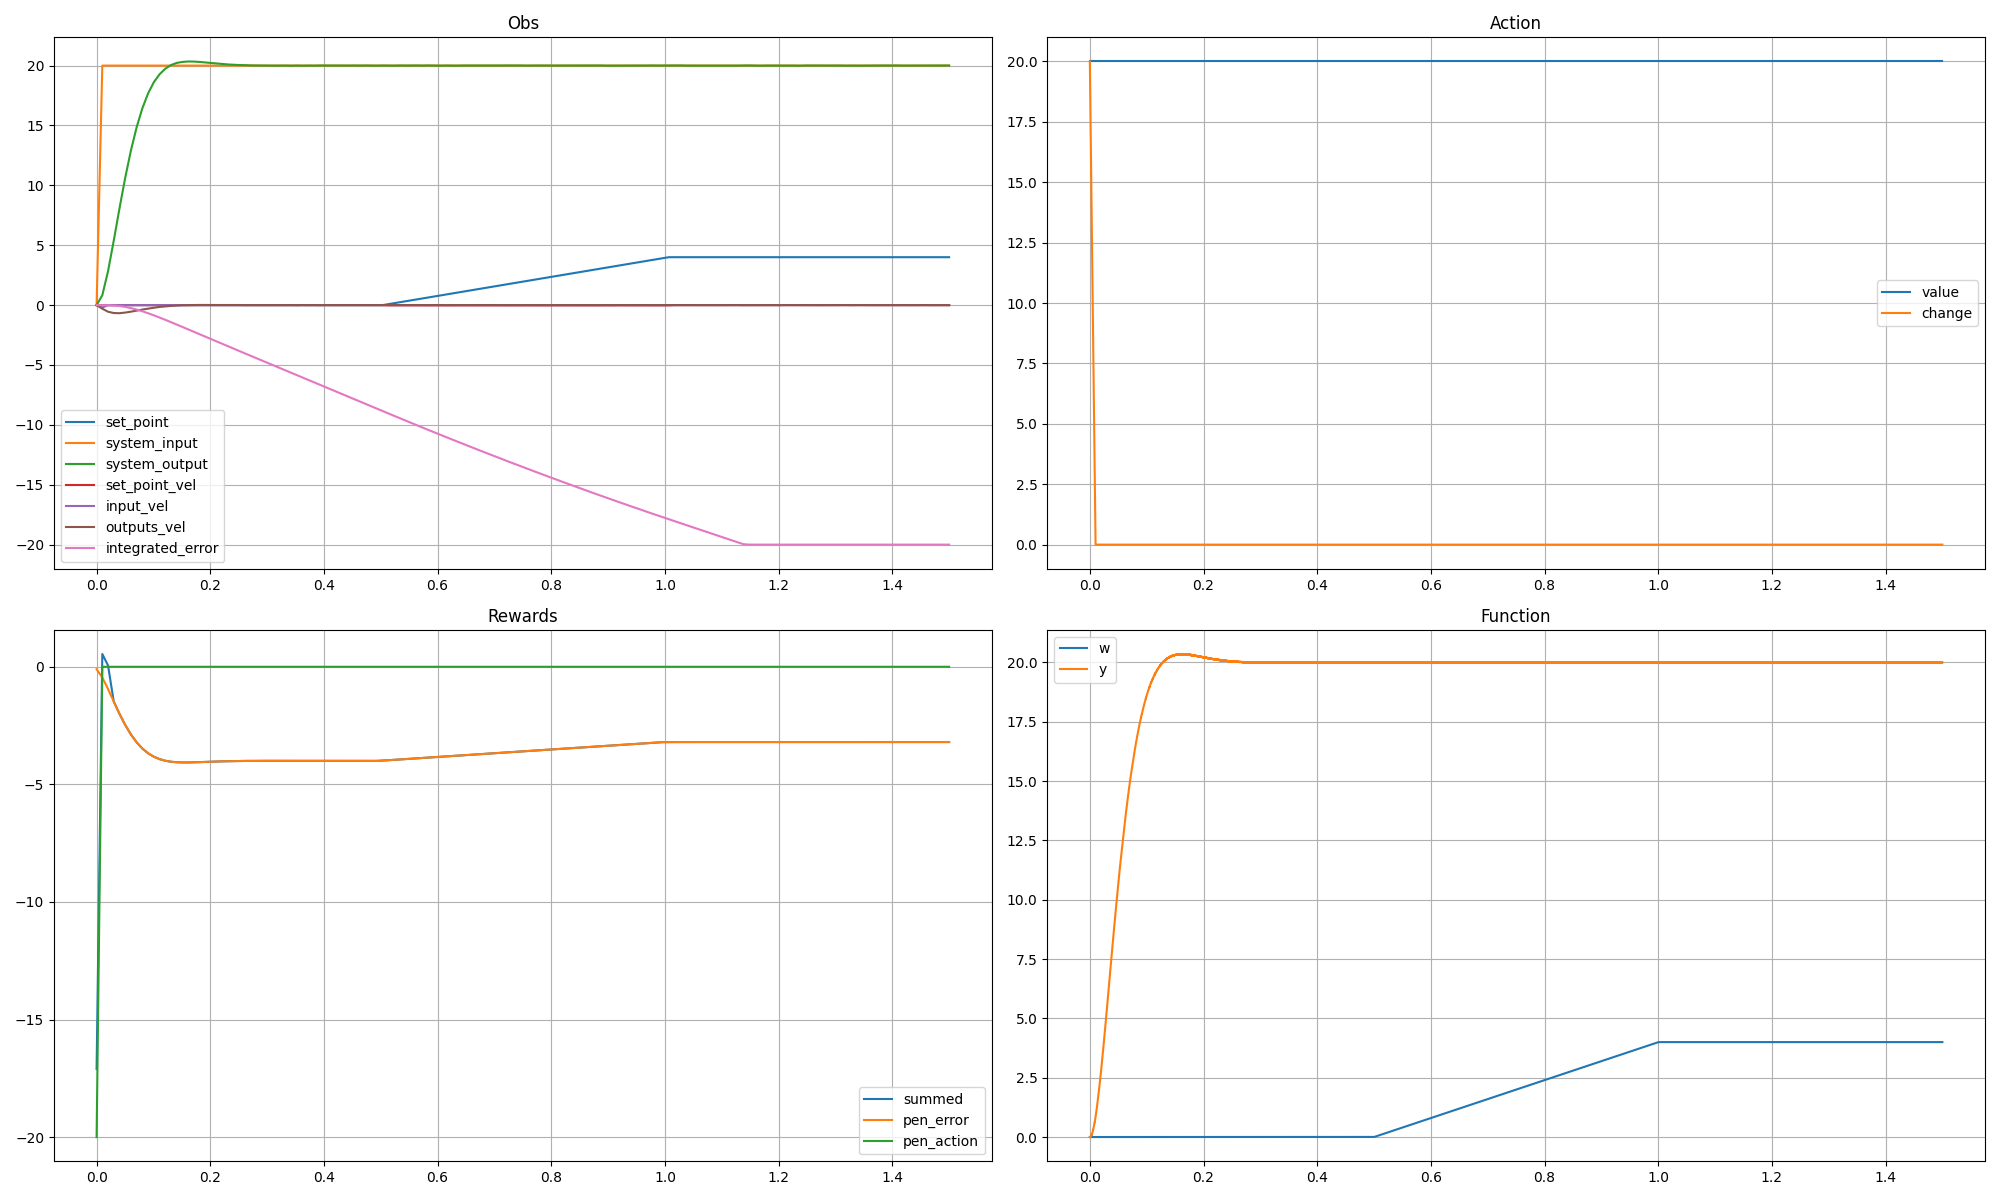 Obs
20
15
10
5
0
−5
−10
−15
−20
set_point
system_input
system_output
set_point_vel
input_vel
outputs_vel
integrated_error
0.0 0.2 0.4 0.6 0.8 1.0 1.2 1.4
Action
20.0
17.5
15.0
12.5
10.0
7.5
5.0
2.5
0.0
value
change
0.0 0.2 0.4 0.6 0.8 1.0 1.2 1.4
Rewards
0
−5
−10
−15
−20
summed
pen_error
pen_action
0.0 0.2 0.4 0.6 0.8 1.0 1.2 1.4
Function
w
y
20.0
17.5
15.0
12.5
10.0
7.5
5.0
2.5
0.0
0.0 0.2 0.4 0.6 0.8 1.0 1.2 1.4